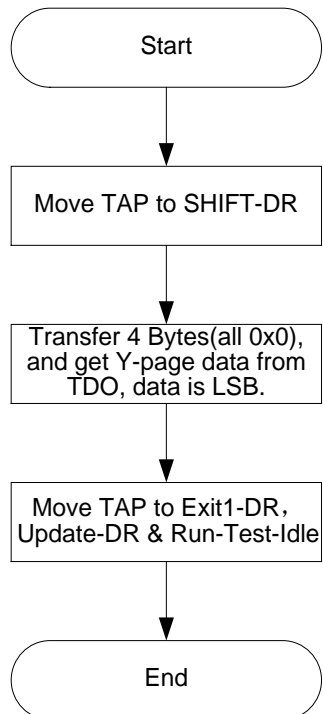 Start
Move TAP to SHIFT-DR
Transfer 4 Bytes(all 0x0),
and get Y-page data from
TDO, data is LSB.
Move TAP to Exit1-DR，
Update-DR & Run-Test-Idle
End